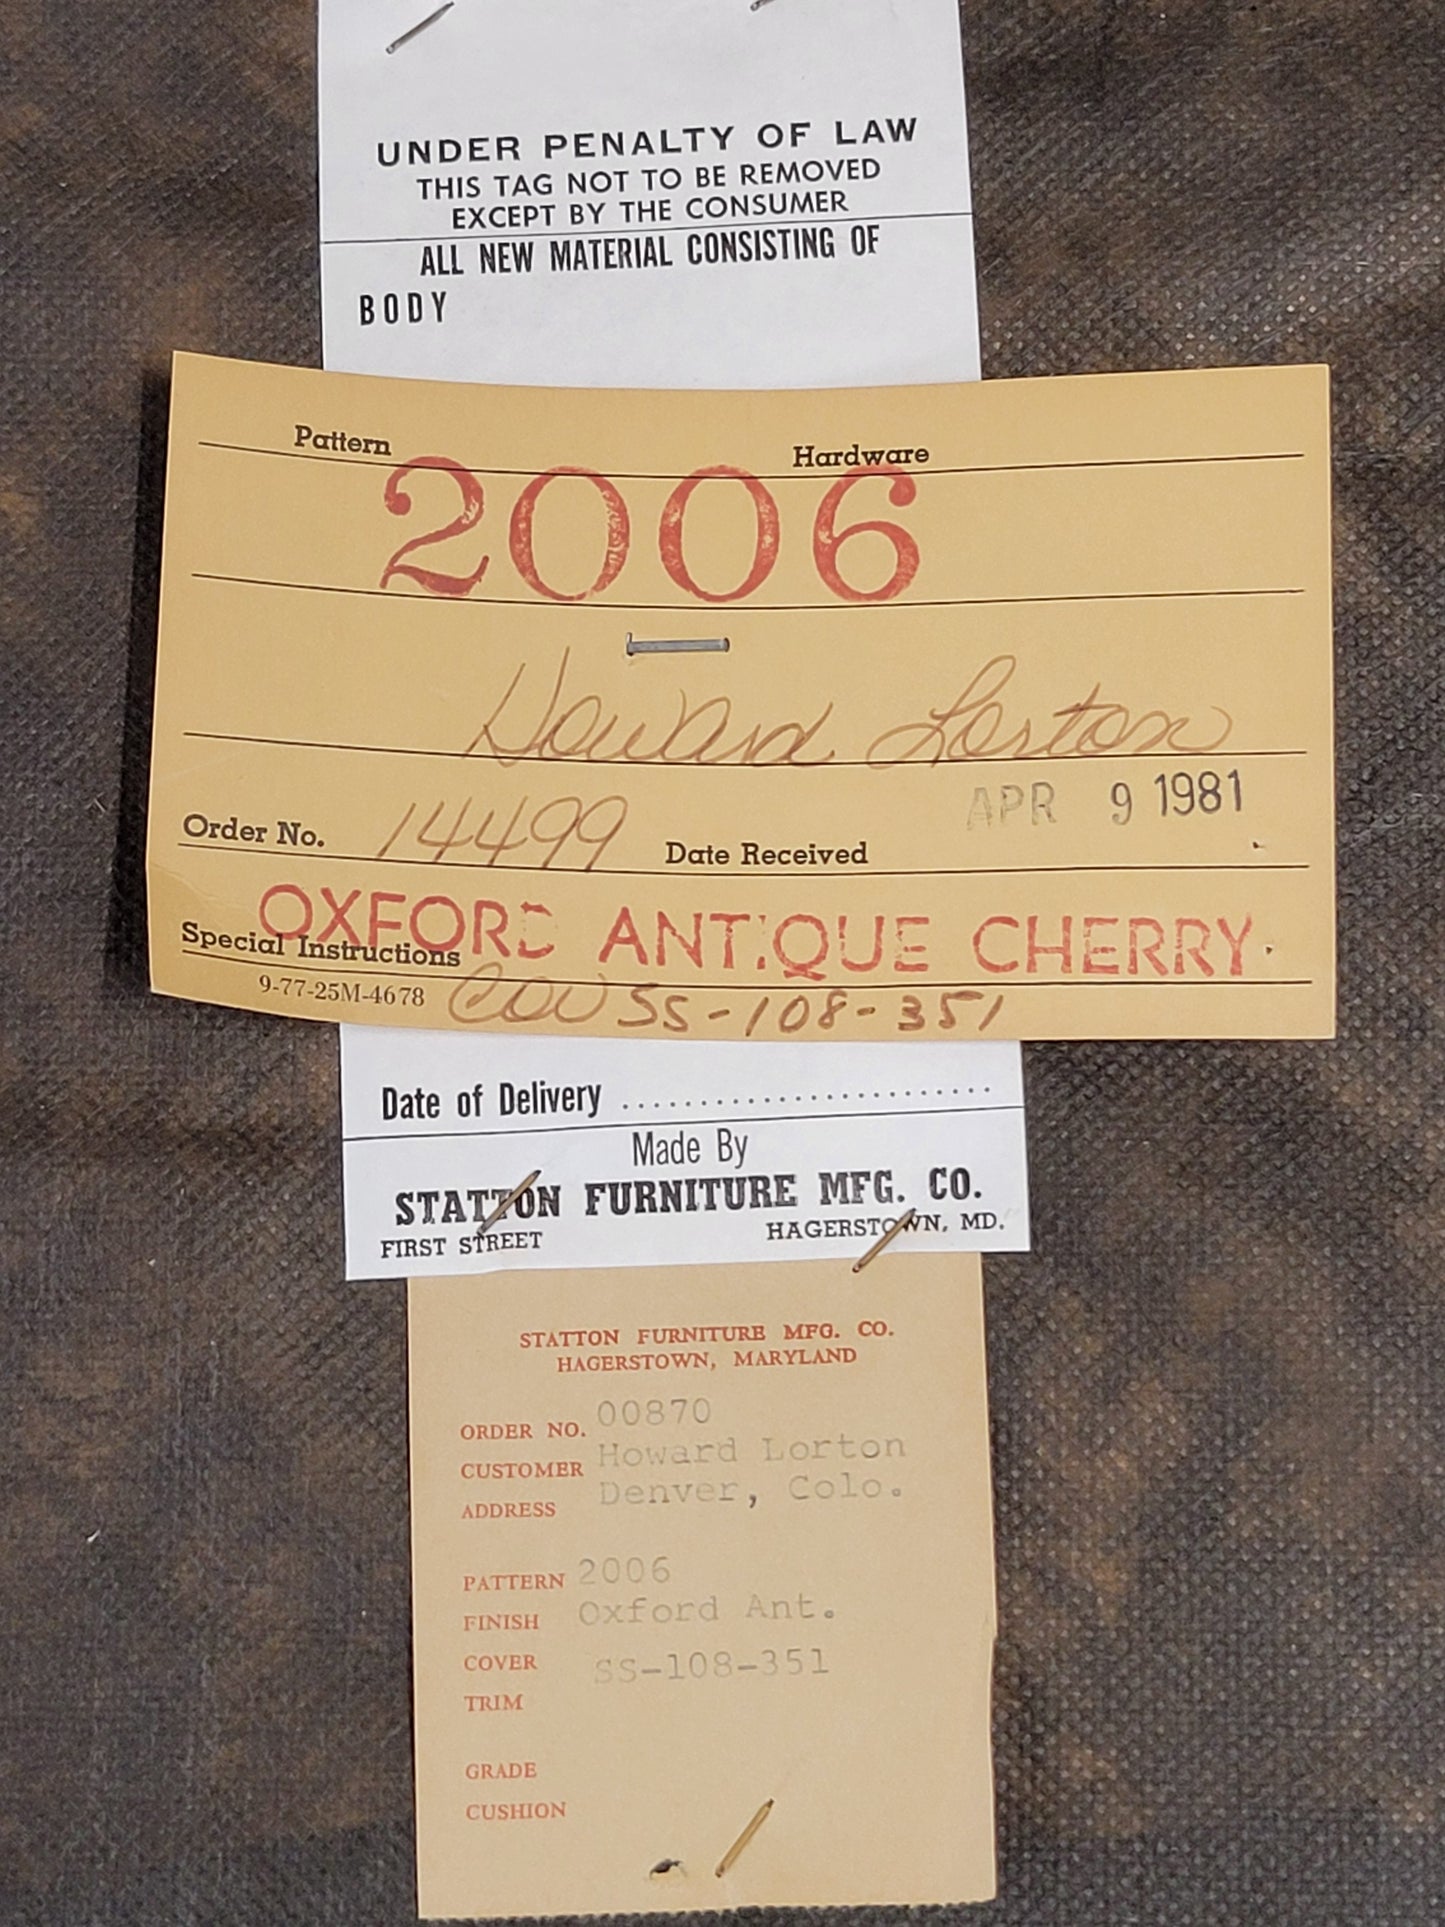 UNDER PENALTY OF LAW
THIS TAG NOT TO BE REMOVED
EXCEPT BY THE CONSUMER
ALL NEW MATERIAL CONSISTING OF
BODY
Pattern Hardware
2006
Howard Lorton
APR 9 1981
Order No. 14499 Date Received
OXFORD ANTIQUE CHERRY
Special Instructions
9-77-25M-4678 COV SS-108-351
Date of Delivery ........................
Made By
STATTON FURNITURE MFG. CO.
FIRST STREET HAGERSTOWN, MD.
STATTON FURNITURE MFG. CO.
HAGERSTOWN, MARYLAND
ORDER NO. 00870
CUSTOMER Howard Lorton
ADDRESS Denver, Colo.
PATTERN 2006
FINISH Oxford Ant.
COVER SS-108-351
TRIM
GRADE
CUSHION